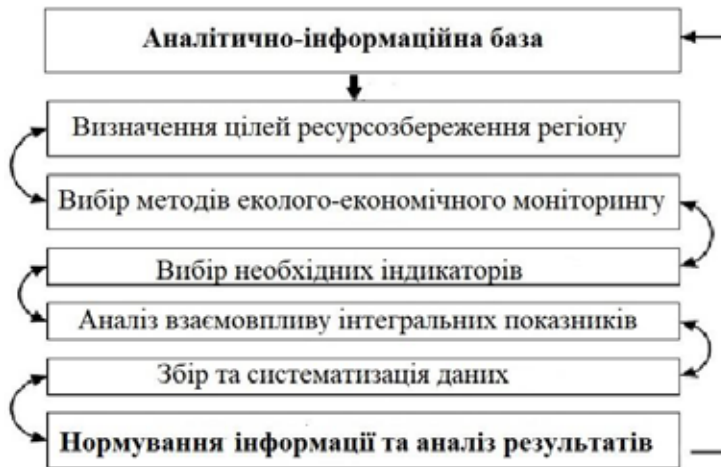 Аналітично-інформаційна база
Визначення цілей ресурсозбереження регіону
Вибір методів еколого-економічного моніторингу
Вибір необхідних індикаторів
Аналіз взаємовпливу інтегральних показників
Збір та систематизація даних
Нормування інформації та аналіз результатів